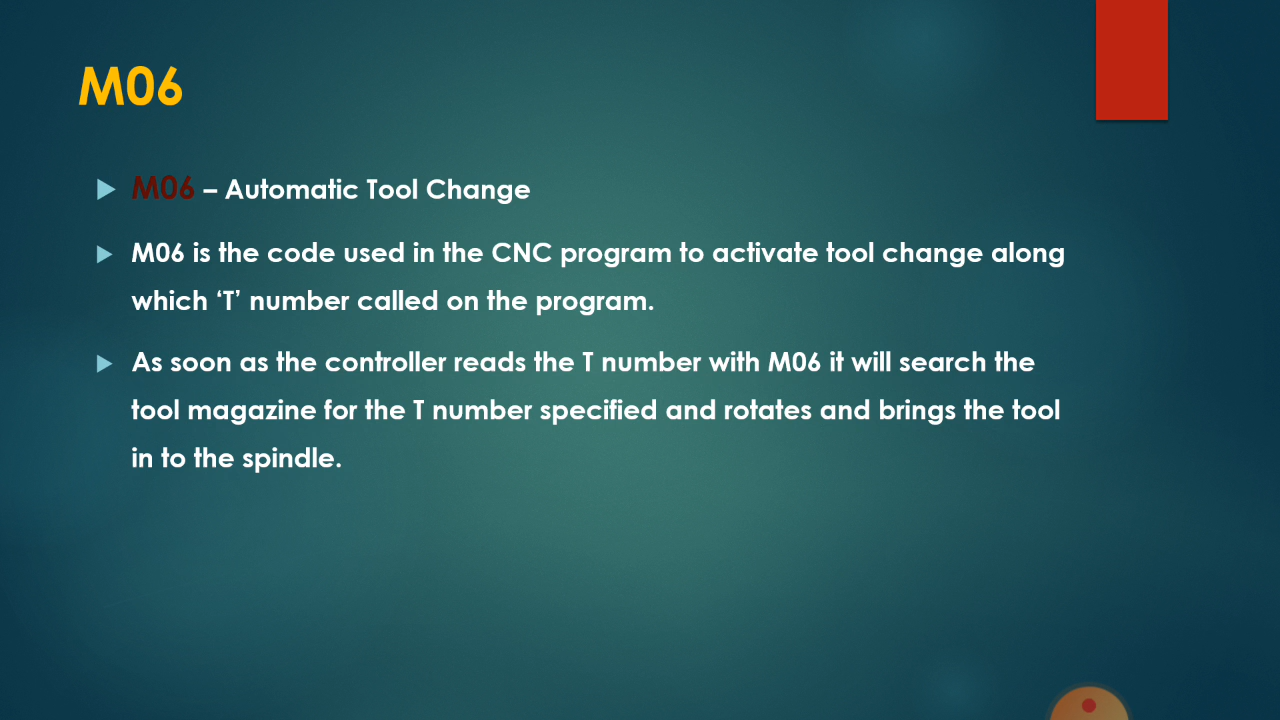 M06
M06 – Automatic Tool Change
M06 is the code used in the CNC program to activate tool change along
which ‘T’ number called on the program.
As soon as the controller reads the T number with M06 it will search the
tool magazine for the T number specified and rotates and brings the tool
in to the spindle.